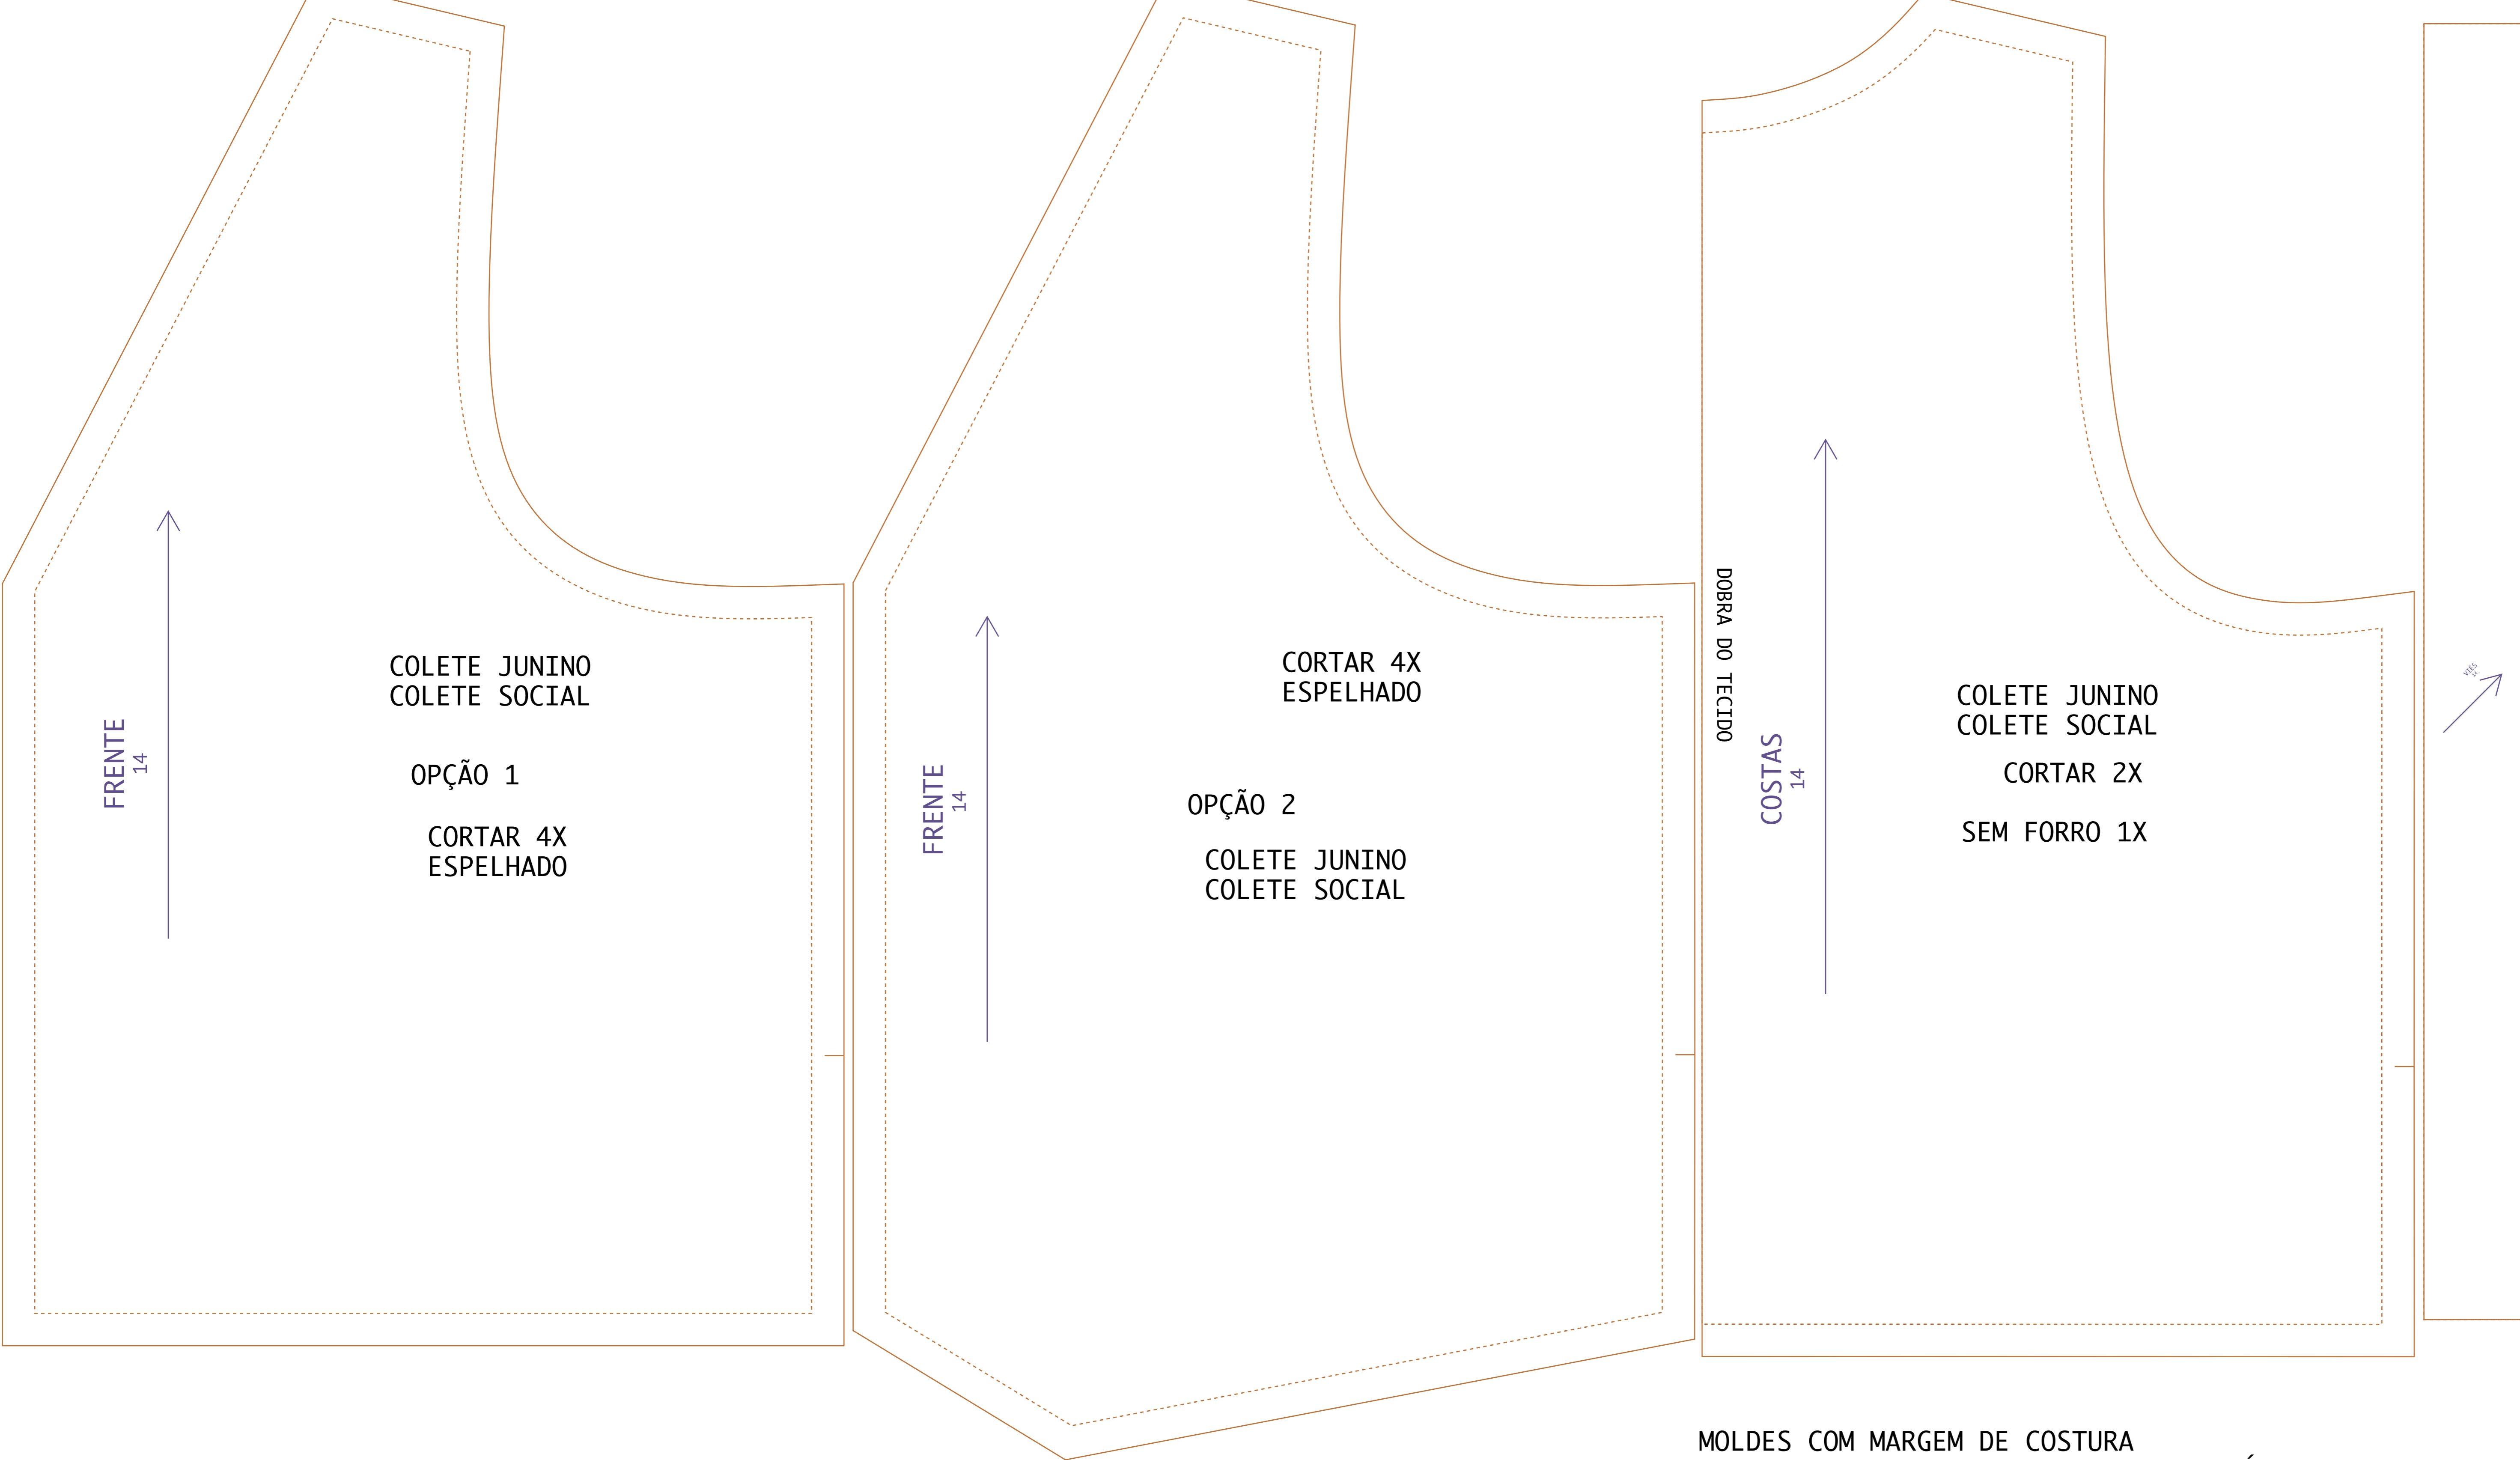 FRENTE
14
COLETE JUNINO
COLETE SOCIAL
OPÇÃO 1
CORTAR 4X
ESPELHADO
FRENTE
14
CORTAR 4X
ESPELHADO
OPÇÃO 2
COLETE JUNINO
COLETE SOCIAL
DOBRA DO TECIDO
COSTAS
14
COLETE JUNINO
COLETE SOCIAL
CORTAR 2X
SEM FORRO 1X
VIÉS
14
MOLDES COM MARGEM DE COSTURA